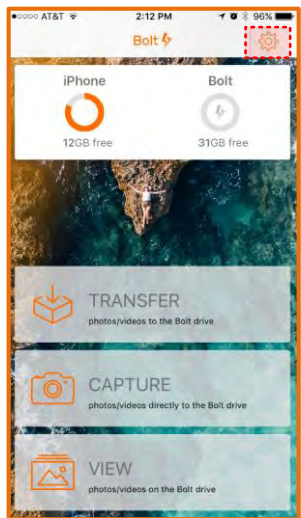 AT&T 2:12 PM 96%
Bolt
iPhone Bolt
12GB free 31GB free
TRANSFER
photos/videos to the Bolt drive
CAPTURE
photos/videos directly to the Bolt drive
VIEW
photos/videos on the Bolt drive